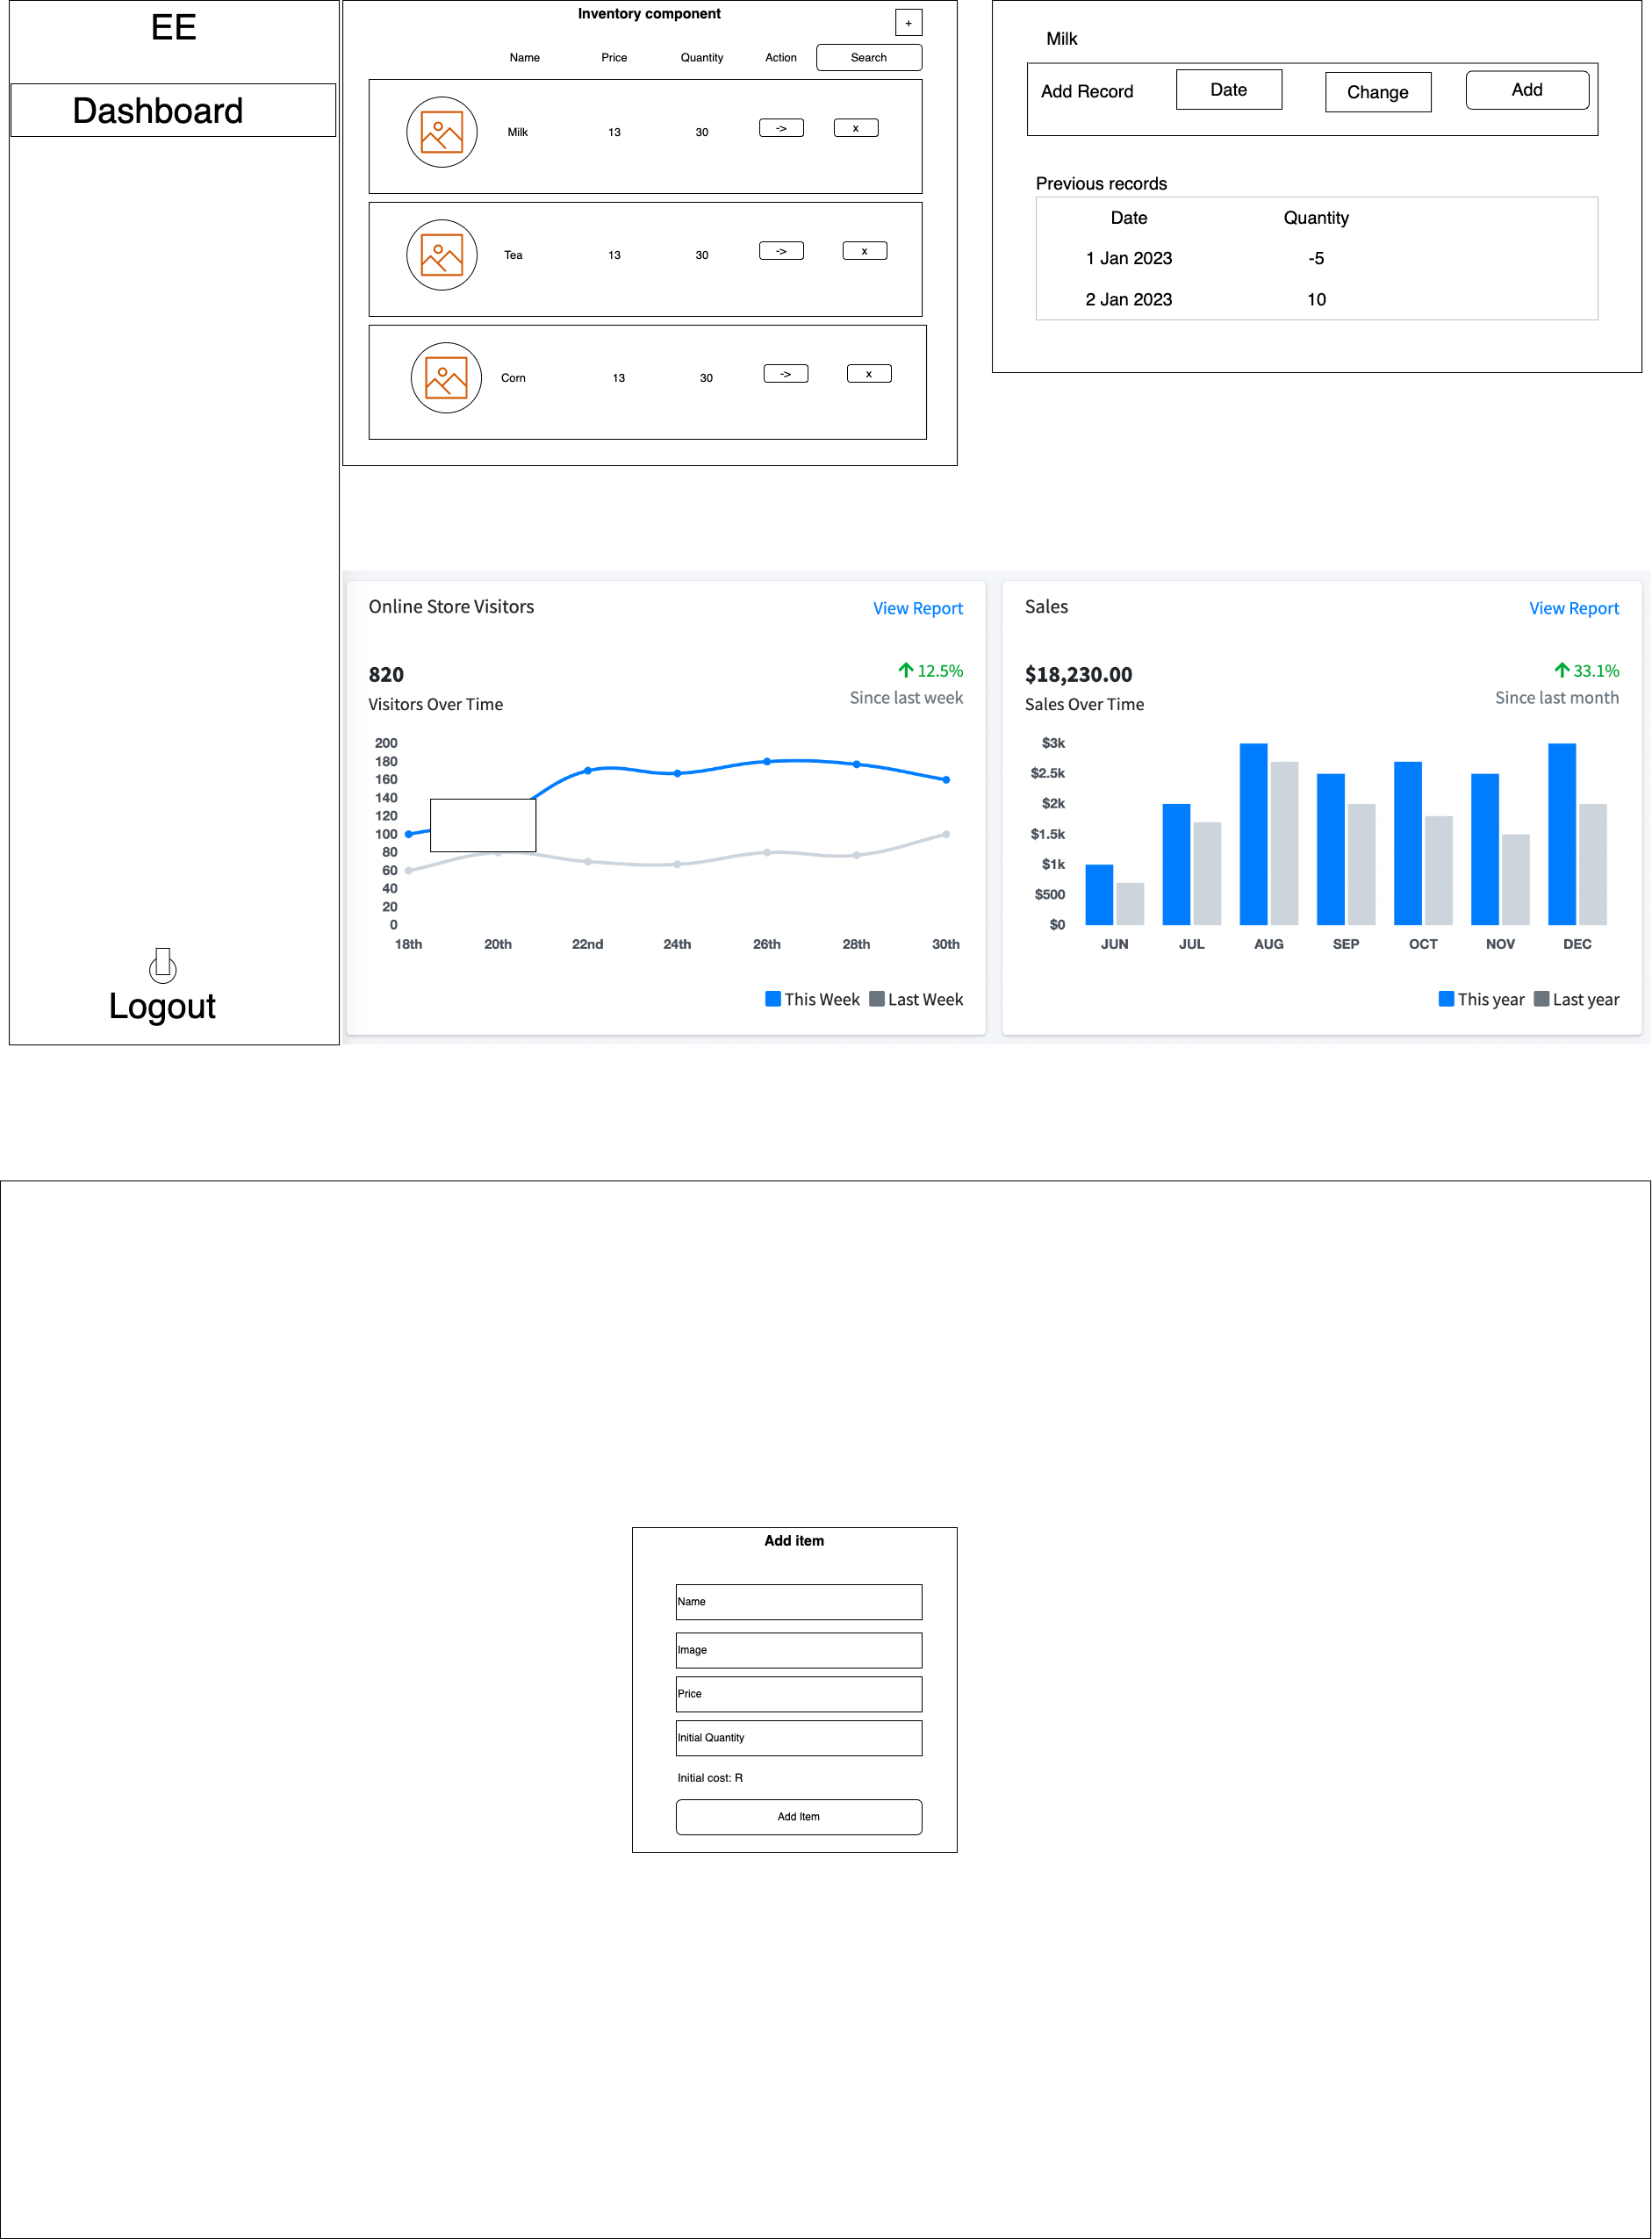 EE
Dashboard
Logout
Inventory component
+
Name Price Quantity Action Search
Milk 13 30 -> x
Tea 13 30 -> x
Corn 13 30 -> x
Milk
Add Record Date Change Add
Previous records
Date Quantity
1 Jan 2023 -5
2 Jan 2023 10
Online Store Visitors View Report
820 12.5%
Visitors Over Time Since last week
200
180
160
140
120
100
80
60
40
20
0
18th 20th 22nd 24th 26th 28th 30th
This Week Last Week
Sales View Report
$18,230.00 33.1%
Sales Over Time Since last month
$3k
$2.5k
$2k
$1.5k
$1k
$500
$0
JUN JUL AUG SEP OCT NOV DEC
This year Last year
Add item
Name
Image
Price
Initial Quantity
Initial cost: R
Add Item